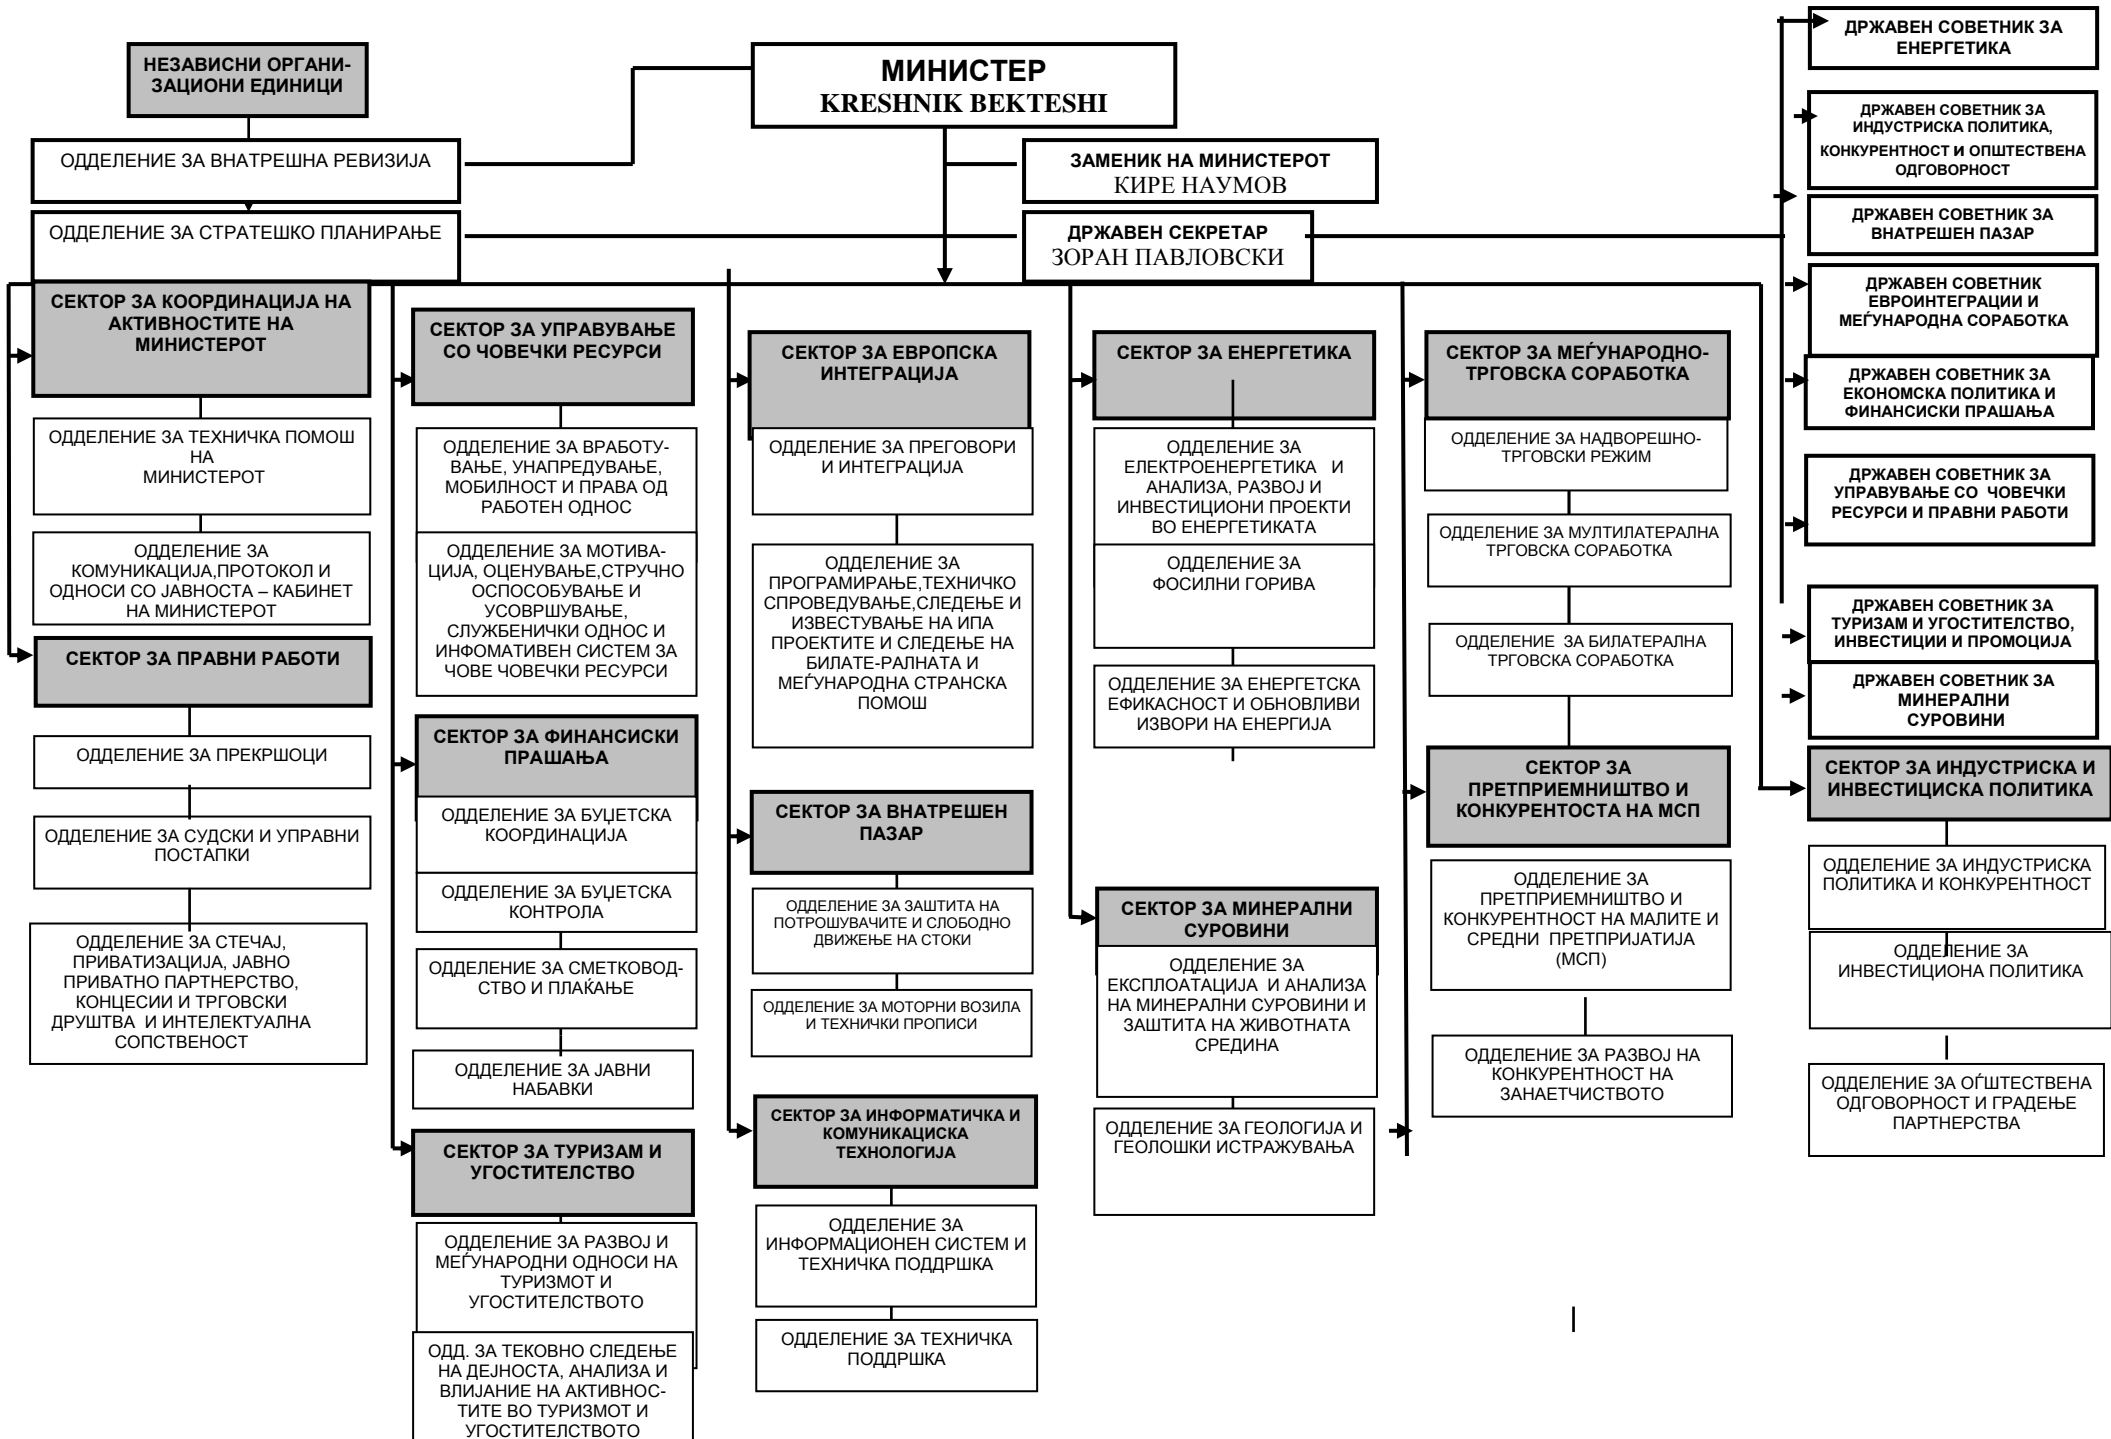 НЕЗАВИСНИ ОРГАНИ-
ЗАЦИОНИ ЕДИНИЦИ
МИНИСТЕР
KRESHNIK BEKTESHI
ОДДЕЛЕНИЕ ЗА ВНАТРЕШНА РЕВИЗИЈА
ЗАМЕНИК НА МИНИСТЕРОТ
КИРЕ НАУМОВ
ОДДЕЛЕНИЕ ЗА СТРАТЕШКО ПЛАНИРАЊЕ
ДРЖАВЕН СЕКРЕТАР
ЗОРАН ПАВЛОВСКИ
ДРЖАВЕН СОВЕТНИК ЗА
ЕНЕРГЕТИКА
ДРЖАВЕН СОВЕТНИК ЗА
ИНДУСТРИСКА ПОЛИТИКА,
КОНКУРЕНТНОСТ И ОПШТЕСТВЕНА
ОДГОВОРНОСТ
ДРЖАВЕН СОВЕТНИК ЗА
ВНАТРЕШЕН ПАЗАР
ДРЖАВЕН СОВЕТНИК
ЕВРОИНТЕГРАЦИИ И
МЕЃУНАРОДНА СОРАБОТКА
ДРЖАВЕН СОВЕТНИК ЗА
ЕКОНОМСКА ПОЛИТИКА И
ФИНАНСИСКИ ПРАШАЊА
ДРЖАВЕН СОВЕТНИК ЗА
УПРАВУВАЊЕ СО ЧОВЕЧКИ
РЕСУРСИ И ПРАВНИ РАБОТИ
ДРЖАВЕН СОВЕТНИК ЗА
ТУРИЗАМ И УГОСТИТЕЛСТВО,
ИНВЕСТИЦИИ И ПРОМОЦИЈА
ДРЖАВЕН СОВЕТНИК ЗА
МИНЕРАЛНИ
СУРОВИНИ
СЕКТОР ЗА КООРДИНАЦИЈА НА
АКТИВНОСТИТЕ НА
МИНИСТЕРОТ
ОДДЕЛЕНИЕ ЗА ТЕХНИЧКА ПОМОШ
НА
МИНИСТЕРОТ
ОДДЕЛЕНИЕ ЗА
КОМУНИКАЦИЈА,ПРОТОКОЛ И
ОДНОСИ СО ЈАВНОСТА – КАБИНЕТ
НА МИНИСТЕРОТ
СЕКТОР ЗА ПРАВНИ РАБОТИ
ОДДЕЛЕНИЕ ЗА ПРЕКРШОЦИ
ОДДЕЛЕНИЕ ЗА СУДСКИ И УПРАВНИ
ПОСТАПКИ
ОДДЕЛЕНИЕ ЗА СТЕЧАЈ,
ПРИВАТИЗАЦИЈА, ЈАВНО
ПРИВАТНО ПАРТНЕРСТВО,
КОНЦЕСИИ И ТРГОВСКИ
ДРУШТВА И ИНТЕЛЕКТУАЛНА
СОПСТВЕНОСТ
СЕКТОР ЗА УПРАВУВАЊЕ
СО ЧОВЕЧКИ РЕСУРСИ
ОДДЕЛЕНИЕ ЗА ВРАБОТУ-
ВАЊЕ, УНАПРЕДУВАЊЕ,
МОБИЛНОСТ И ПРАВА ОД
РАБОТЕН ОДНОС
ОДДЕЛЕНИЕ ЗА МОТИВА-
ЦИЈА, ОЦЕНУВАЊЕ,СТРУЧНО
ОСПОСОБУВАЊЕ И
УСОВРШУВАЊЕ,
СЛУЖБЕНИЧКИ ОДНОС И
ИНФОМАТИВЕН СИСТЕМ ЗА
ЧОВЕ ЧОВЕЧКИ РЕСУРСИ
СЕКТОР ЗА ФИНАНСИСКИ
ПРАШАЊА
ОДДЕЛЕНИЕ ЗА БУЏЕТСКА
КООРДИНАЦИЈА
ОДДЕЛЕНИЕ ЗА БУЏЕТСКА
КОНТРОЛА
ОДДЕЛЕНИЕ ЗА СМЕТКОВОД-
СТВО И ПЛАЌАЊЕ
ОДДЕЛЕНИЕ ЗА ЈАВНИ
НАБАВКИ
СЕКТОР ЗА ТУРИЗАМ И
УГОСТИТЕЛСТВО
ОДДЕЛЕНИЕ ЗА РАЗВОЈ И
МЕЃУНАРОДНИ ОДНОСИ НА
ТУРИЗМОТ И
УГОСТИТЕЛСТВОТО
ОДД. ЗА ТЕКОВНО СЛЕДЕЊЕ
НА ДЕЈНОСТА, АНАЛИЗА И
ВЛИЈАНИЕ НА АКТИВНОС-
ТИТЕ ВО ТУРИЗМОТ И
УГОСТИТЕЛСТВОТО
СЕКТОР ЗА ЕВРОПСКА
ИНТЕГРАЦИЈА
ОДДЕЛЕНИЕ ЗА ПРЕГОВОРИ
И ИНТЕГРАЦИЈА
ОДДЕЛЕНИЕ ЗА
ПРОГРАМИРАЊЕ,ТЕХНИЧКО
СПРОВЕДУВАЊЕ,СЛЕДЕЊЕ И
ИЗВЕСТУВАЊЕ НА ИПА
ПРОЕКТИТЕ И СЛЕДЕЊЕ НА
БИЛАТЕ-РАЛНАТА И
МЕЃУНАРОДНА СТРАНСКА
ПОМОШ
СЕКТОР ЗА ВНАТРЕШЕН
ПАЗАР
ОДДЕЛЕНИЕ ЗА ЗАШТИТА НА
ПОТРОШУВАЧИТЕ И СЛОБОДНО
ДВИЖЕЊЕ НА СТОКИ
ОДДЕЛЕНИЕ ЗА МОТОРНИ ВОЗИЛА
И ТЕХНИЧКИ ПРОПИСИ
СЕКТОР ЗА ИНФОРМАТИЧКА И
КОМУНИКАЦИСКА
ТЕХНОЛОГИЈА
ОДДЕЛЕНИЕ ЗА
ИНФОРМАЦИОНЕН СИСТЕМ И
ТЕХНИЧКА ПОДДРШКА
ОДДЕЛЕНИЕ ЗА ТЕХНИЧКА
ПОДДРШКА
СЕКТОР ЗА ЕНЕРГЕТИКА
ОДДЕЛЕНИЕ ЗА
ЕЛЕКТРОЕНЕРГЕТИКА И
АНАЛИЗА, РАЗВОЈ И
ИНВЕСТИЦИОНИ ПРОЕКТИ
ВО ЕНЕРГЕТИКАТА
ОДДЕЛЕНИЕ ЗА
ФОСИЛНИ ГОРИВА
ОДДЕЛЕНИЕ ЗА ЕНЕРГЕТСКА
ЕФИКАСНОСТ И ОБНОВЛИВИ
ИЗВОРИ НА ЕНЕРГИЈА
СЕКТОР ЗА МИНЕРАЛНИ
СУРОВИНИ
ОДДЕЛЕНИЕ ЗА
ЕКСПЛОАТАЦИЈА И АНАЛИЗА
НА МИНЕРАЛНИ СУРОВИНИ И
ЗАШТИТА НА ЖИВОТНАТА
СРЕДИНА
ОДДЕЛЕНИЕ ЗА ГЕОЛОГИЈА И
ГЕОЛОШКИ ИСТРАЖУВАЊА
СЕКТОР ЗА МЕЃУНАРОДНО-
ТРГОВСКА СОРАБОТКА
ОДДЕЛЕНИЕ ЗА НАДВОРЕШНО-
ТРГОВСКИ РЕЖИМ
ОДДЕЛЕНИЕ ЗА МУЛТИЛАТЕРАЛНА
ТРГОВСКА СОРАБОТКА
ОДДЕЛЕНИЕ ЗА БИЛАТЕРАЛНА
ТРГОВСКА СОРАБОТКА
СЕКТОР ЗА
ПРЕТПРИЕМНИШТВО И
КОНКУРЕНТОСТА НА МСП
ОДДЕЛЕНИЕ ЗА
ПРЕТПРИЕМНИШТВО И
КОНКУРЕНТНОСТ НА МАЛИТЕ И
СРЕДНИ ПРЕТПРИЈАТИЈА
(МСП)
ОДДЕЛЕНИЕ ЗА РАЗВОЈ НА
КОНКУРЕНТНОСТ НА
ЗАНАЕТЧИСТВОТО
СЕКТОР ЗА ИНДУСТРИСКА И
ИНВЕСТИЦИСКА ПОЛИТИКА
ОДДЕЛЕНИЕ ЗА ИНДУСТРИСКА
ПОЛИТИКА И КОНКУРЕНТНОСТ
ОДДЕЛЕНИЕ ЗА
ИНВЕСТИЦИОНА ПОЛИТИКА
ОДДЕЛЕНИЕ ЗА ОЃШТЕСТВЕНА
ОДГОВОРНОСТ И ГРАДЕЊЕ
ПАРТНЕРСТВА